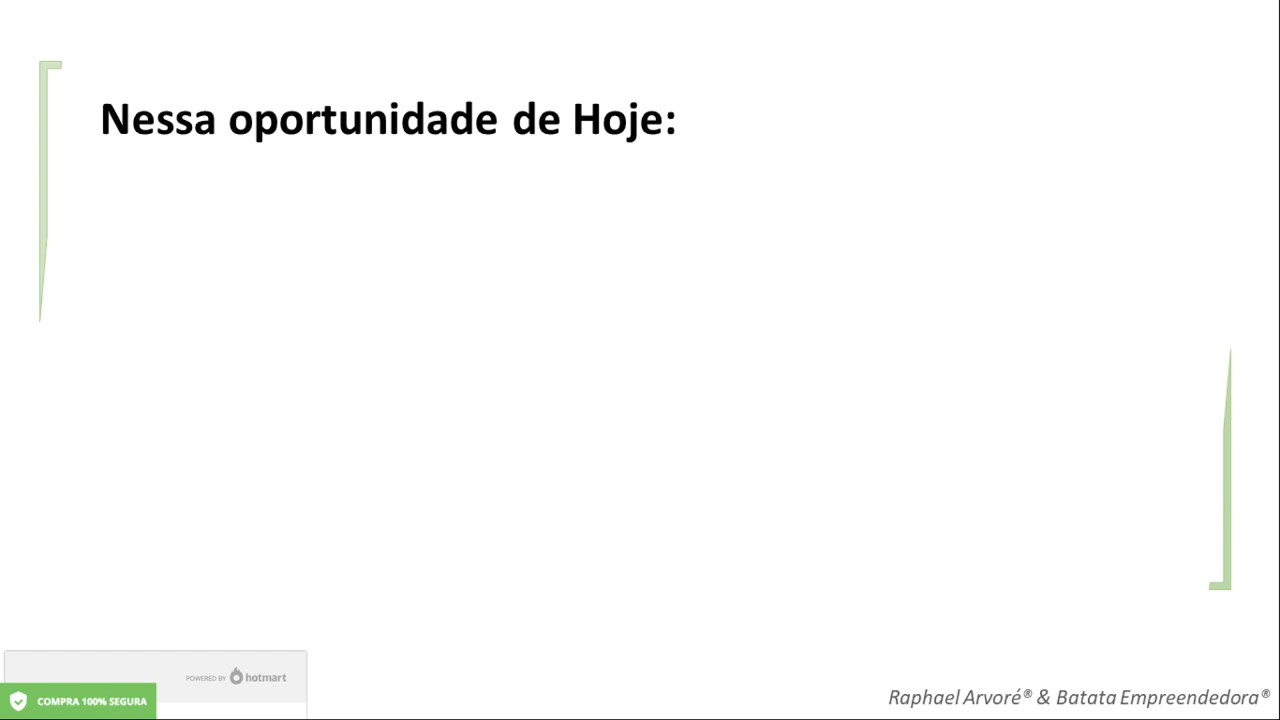 Nessa oportunidade de Hoje:
POWERED BY hotmart
COMPRA 100% SEGURA
Raphael Arvoré® & Batata Empreendedora®